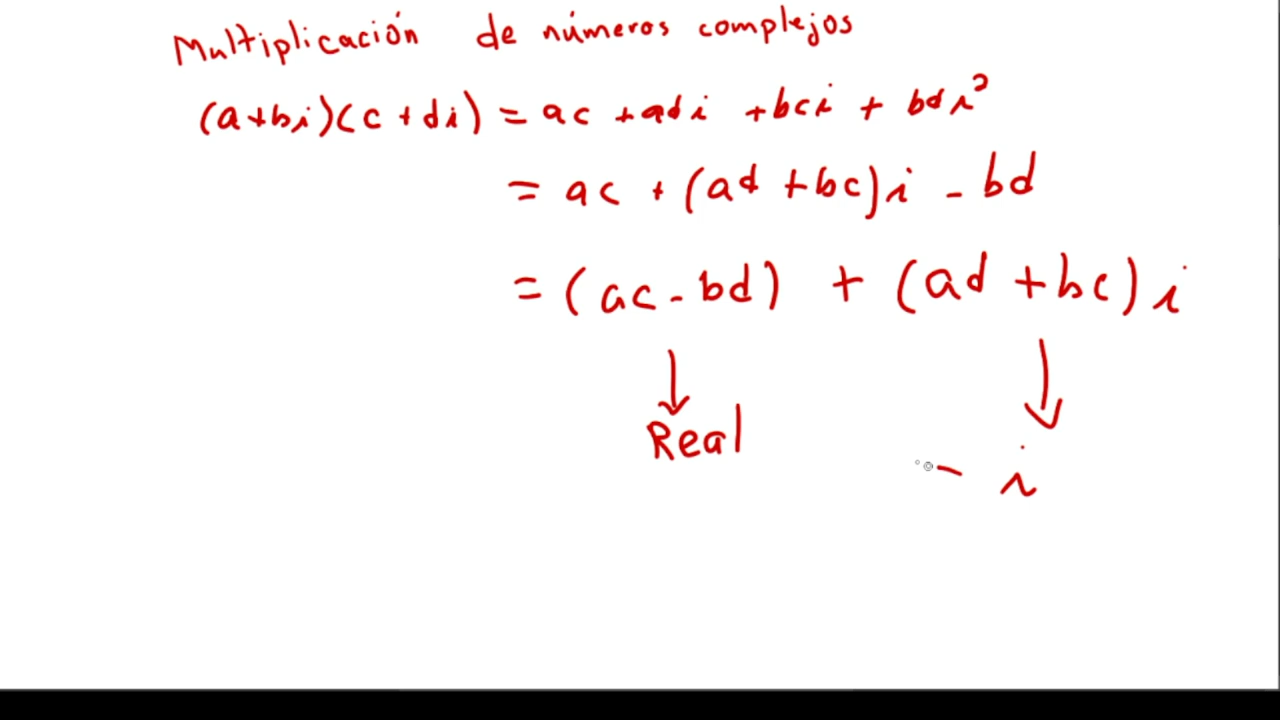 Multiplicación de números complejos
(a+bi)(c+di) = ac + adi + bci + bdi²
= ac + (ad + bc)i - bd
= (ac - bd) + (ad + bc)i
Real
i